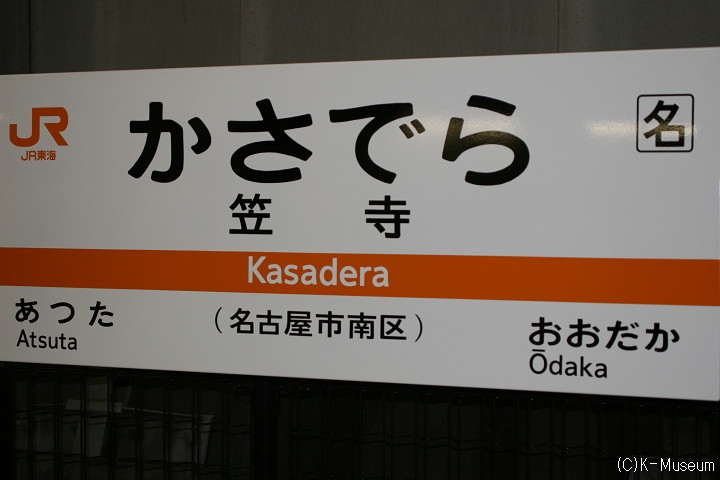 JR
JR東海
かさでら
名
笠寺
Kasadera
あつた
Atsuta
(名古屋市南区)
おおだか
Ōdaka
(C)K-Museum